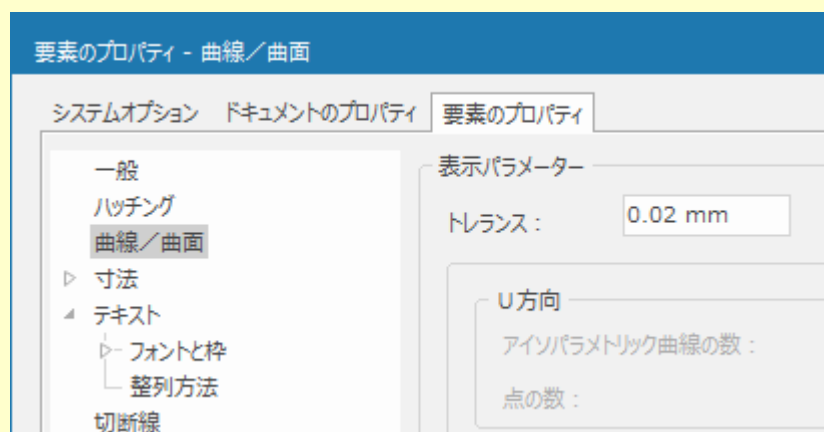 要素のプロパティ - 曲線／曲面
システムオプション ドキュメントのプロパティ 要素のプロパティ
一般
ハッチング
曲線／曲面
寸法
テキスト
フォントと枠
整列方法
切断線
表示パラメーター
トレランス： 0.02 mm
U方向
アイソパラメトリック曲線の数：
点の数：